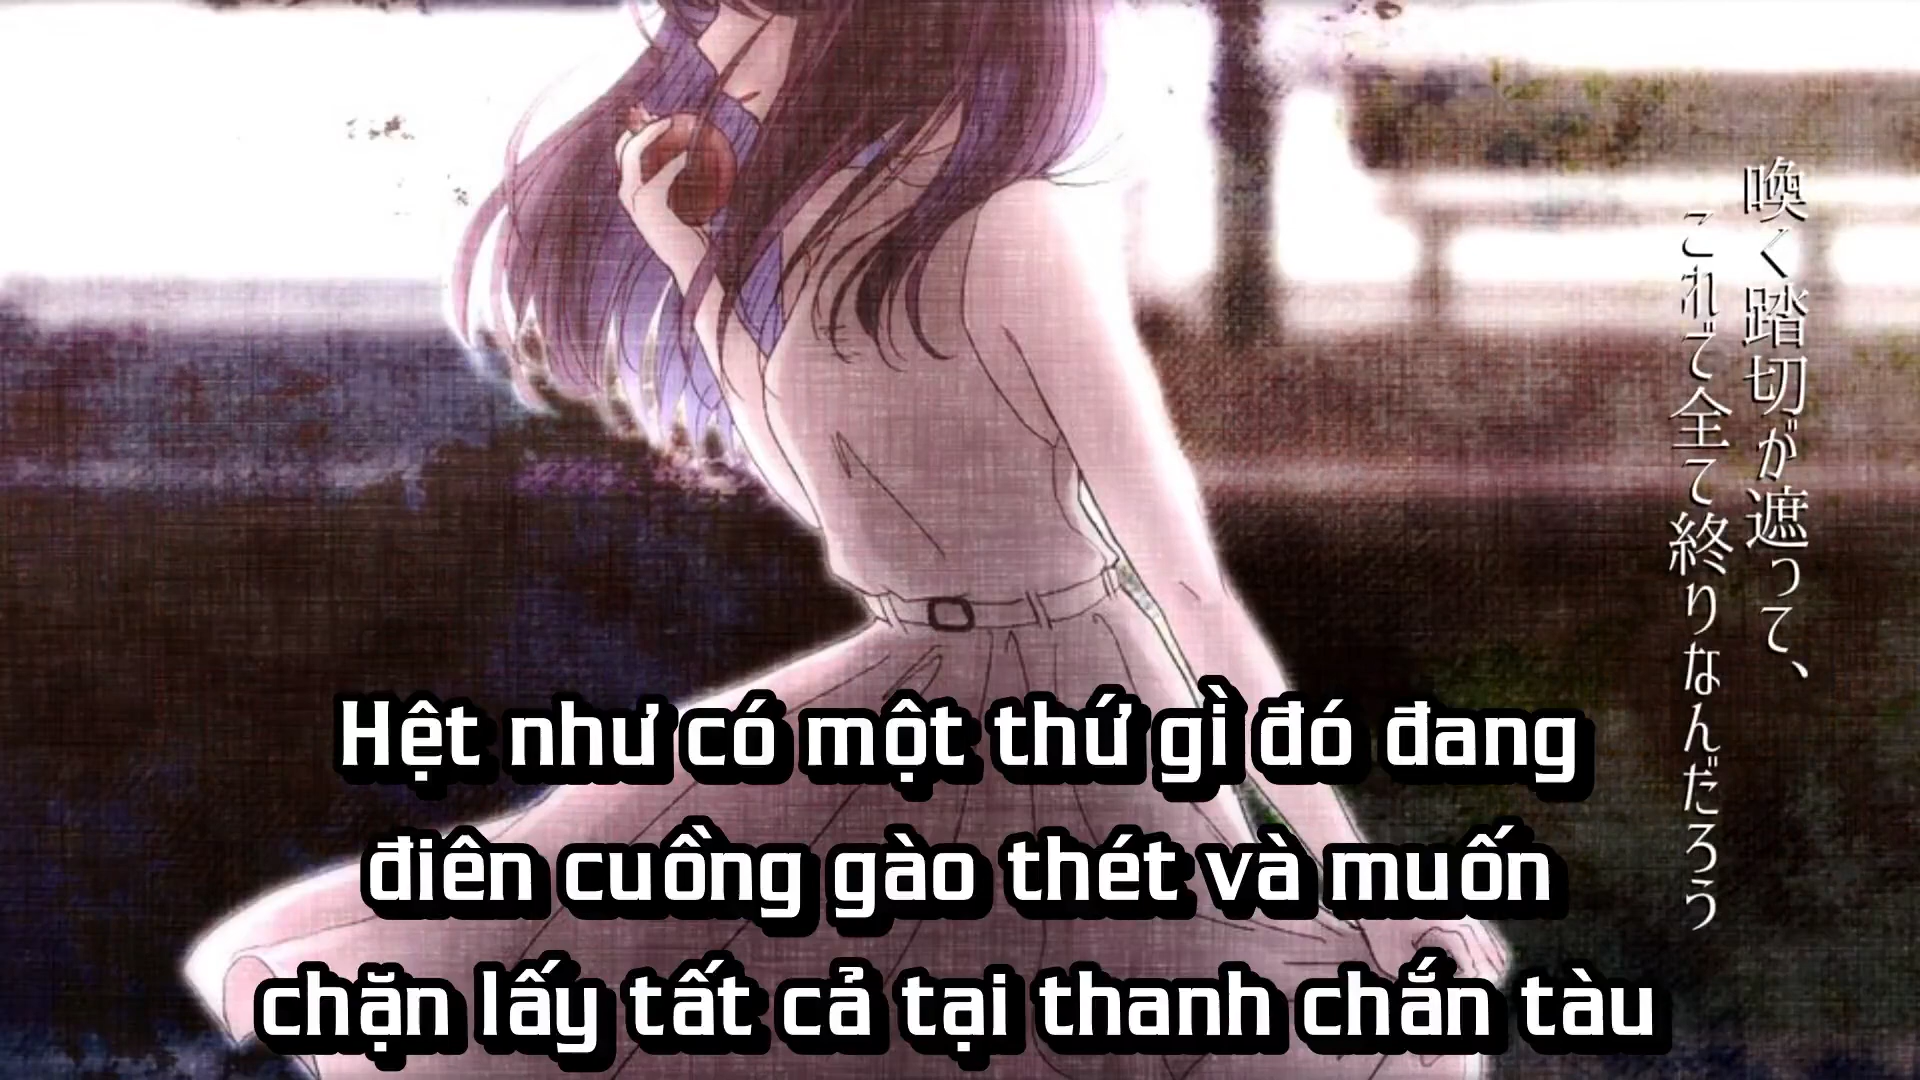 喚く踏切が遮って、
これで全て終りなんだろう
Hệt như có một thứ gì đó đang
điên cuồng gào thét và muốn
chặn lấy tất cả tại thanh chắn tàu